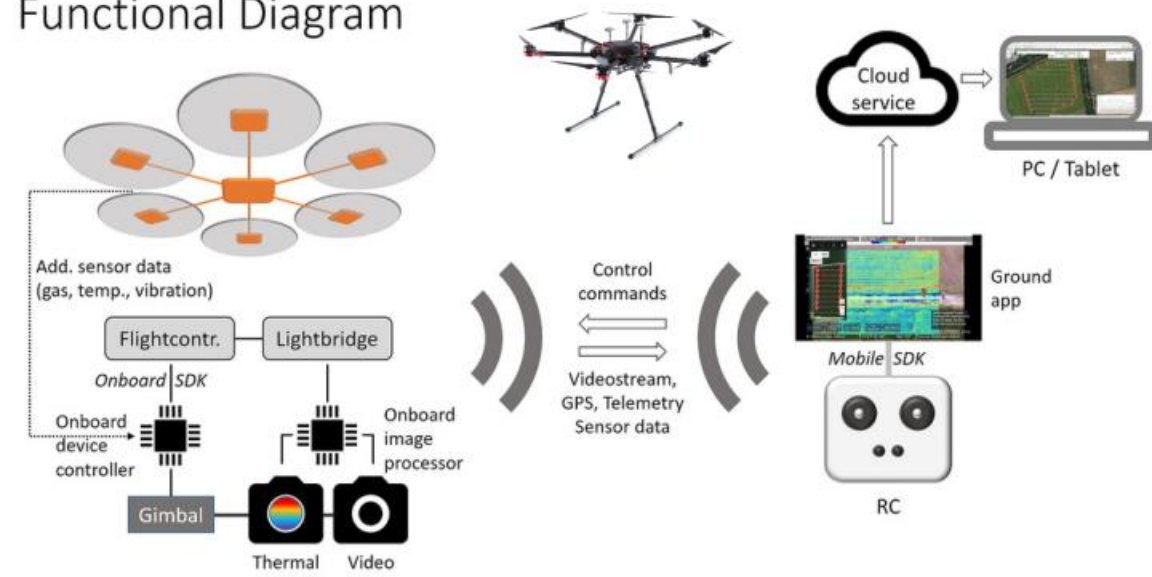 Functional Diagram
Cloud
service
PC / Tablet
Add. sensor data
(gas, temp., vibration)
Control
commands
Ground
app
Flightcontr.
Lightbridge
Onboard SDK
Mobile SDK
Videostream,
GPS, Telemetry
Sensor data
Onboard
device
controller
Onboard
image
processor
Gimbal
RC
Thermal
Video